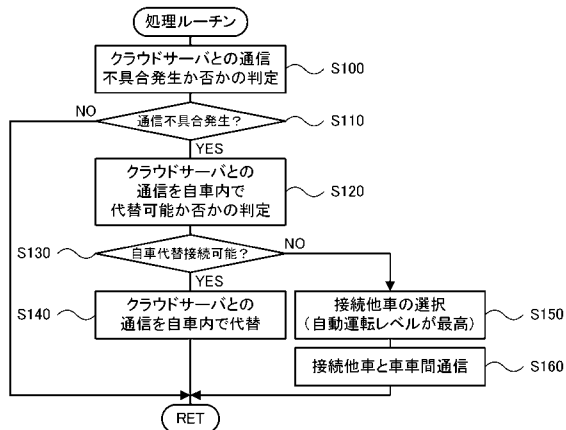 処理ルーチン
クラウドサーバとの通信
不具合発生か否かの判定
S100
NO
通信不具合発生?
S110
YES
クラウドサーバとの
通信を自車内で
代替可能か否かの判定
S120
S130
自車代替接続可能?
NO
YES
S140
クラウドサーバとの
通信を自車内で代替
接続他車の選択
(自動運転レベルが最高)
S150
接続他車と車車間通信
S160
RET